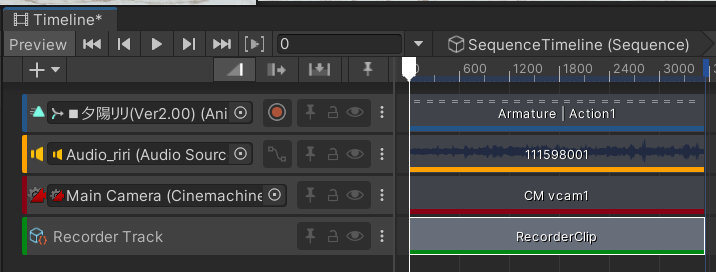 Timeline*
Preview 0 SequenceTimeline (Sequence)
0 600 1200 1800 2400 3000
■夕陽リリ(Ver2.00) (Ani Armature | Action1
Audio_riri (Audio Sourc 111598001
Main Camera (Cinemachine CM vcam1
Recorder Track RecorderClip